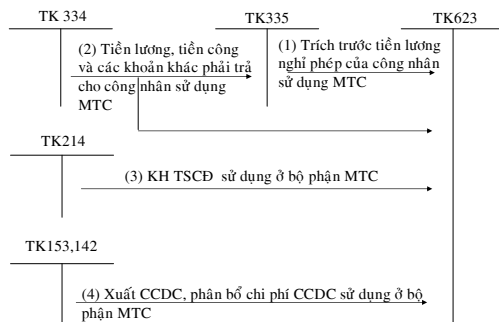 TK 334
TK335
TK623
(2) Tiền lương, tiền công
và các khoản khác phải trả
cho công nhân sử dụng
MTC
(1) Trích trước tiền lương
nghỉ phép của công nhân
sử dụng MTC
TK214
(3) KH TSCĐ sử dụng ở bộ phận MTC
TK153,142
(4) Xuất CCDC, phân bổ chi phí CCDC sử dụng ở bộ
phận MTC